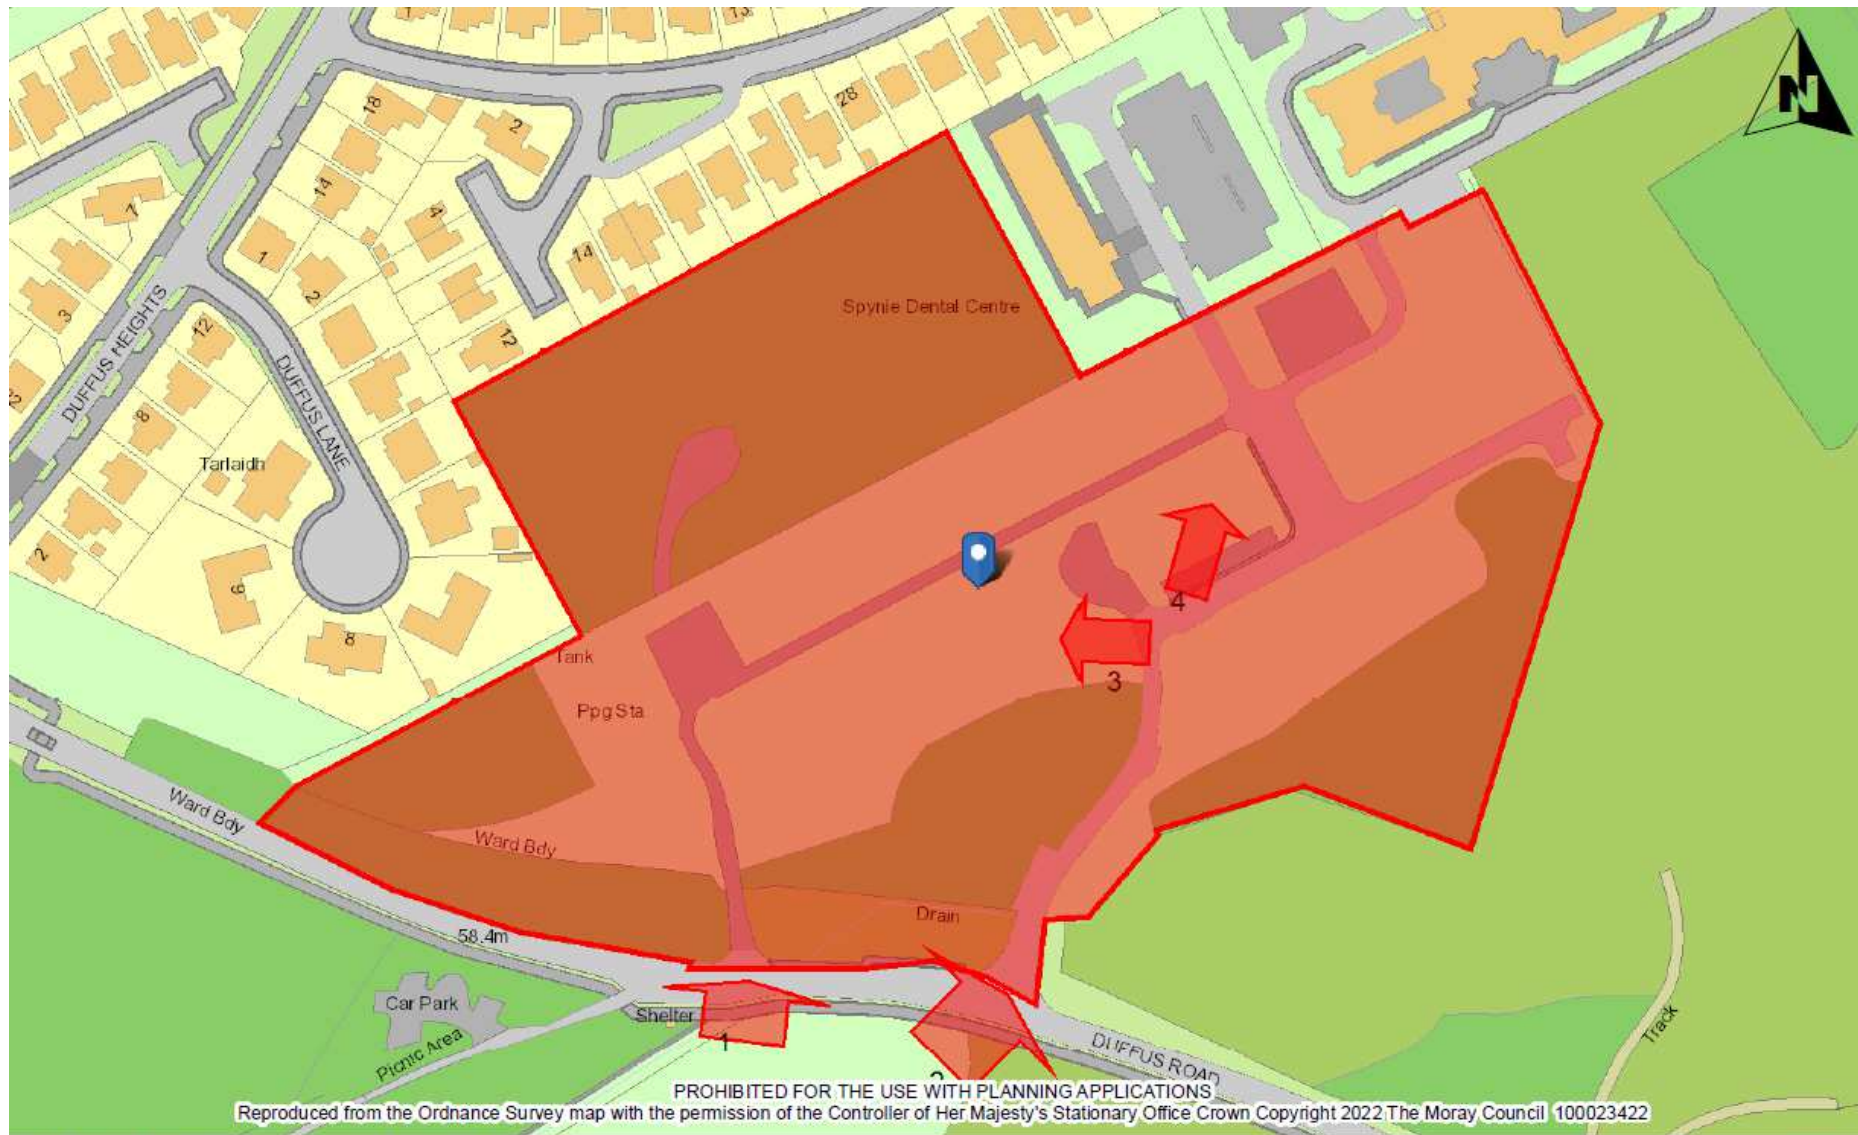 1
13
N
18
2
28
14
7
4
1
14
2
3
12
12
Spynie Dental Centre
DUFFUS HEIGHTS
DUFFUS LANE
8
Tarlaidh
2
9
8
4
3
Tank
Ppg Sta
Ward Bdy
Ward Bdy
Drain
58.4m
Car Park
Shelter
Picnic Area
1
DUFFUS ROAD
Track
PROHIBITED FOR THE USE WITH PLANNING APPLICATIONS
Reproduced from the Ordnance Survey map with the permission of the Controller of Her Majesty's Stationary Office Crown Copyright 2022 The Moray Council 100023422